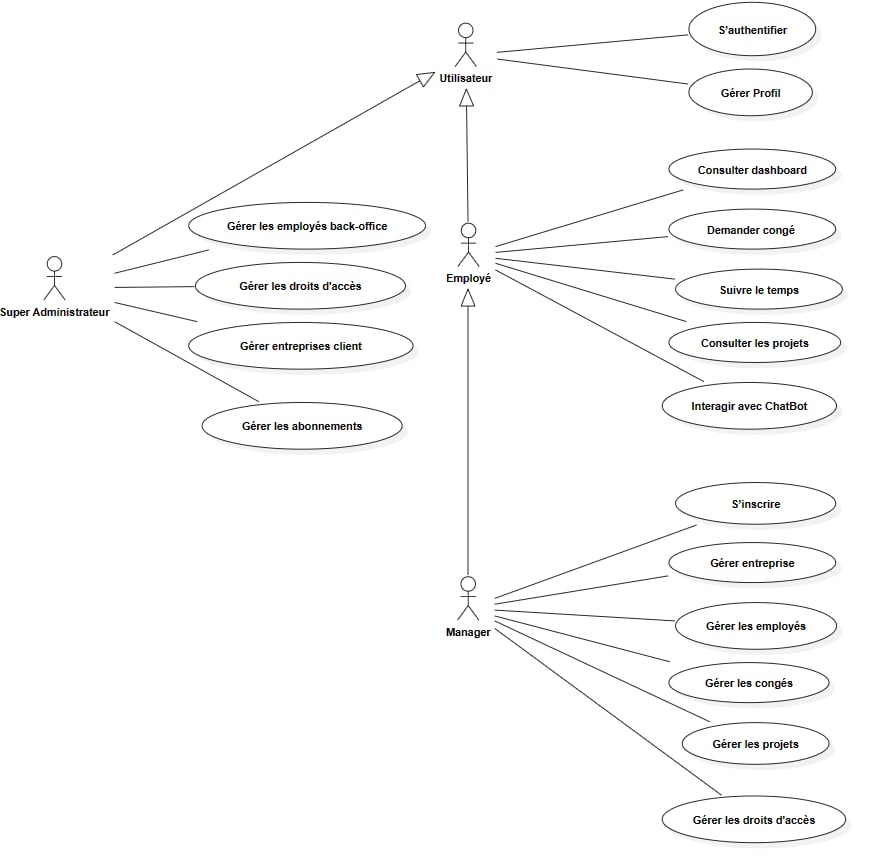 S'authentifier
Utilisateur
Gérer Profil
Consulter dashboard
Gérer les employés back-office
Demander congé
Employé
Gérer les droits d'accès
Suivre le temps
Super Administrateur
Gérer entreprises client
Consulter les projets
Interagir avec ChatBot
Gérer les abonnements
S'inscrire
Gérer entreprise
Manager
Gérer les employés
Gérer les congés
Gérer les projets
Gérer les droits d'accès